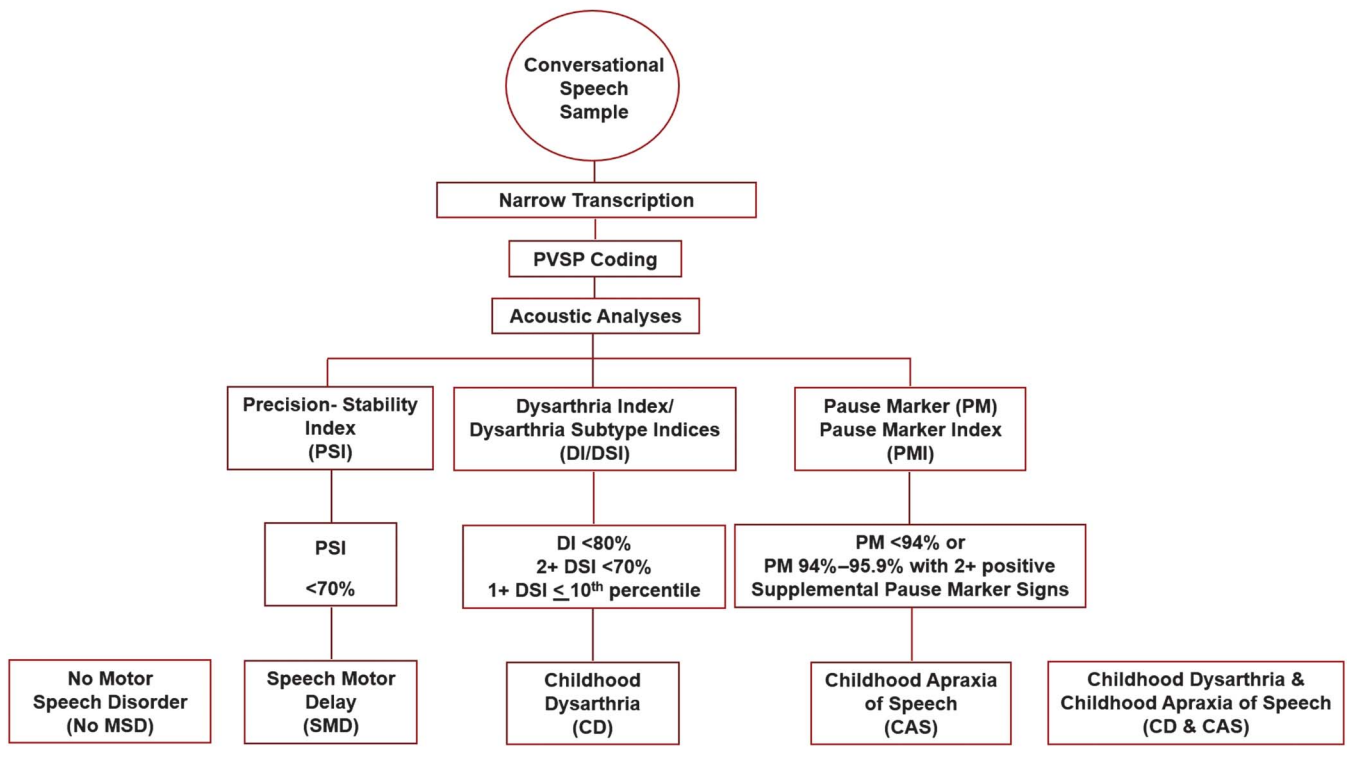 Conversational
Speech
Sample
Narrow Transcription
PVSP Coding
Acoustic Analyses
Precision- Stability
Index
(PSI)
Dysarthria Index/
Dysarthria Subtype Indices
(DI/DSI)
Pause Marker (PM)
Pause Marker Index
(PMI)
PSI
<70%
DI <80%
2+ DSI <70%
1+ DSI ≤ 10th percentile
PM <94% or
PM 94%–95.9% with 2+ positive
Supplemental Pause Marker Signs
No Motor
Speech Disorder
(No MSD)
Speech Motor
Delay
(SMD)
Childhood
Dysarthria
(CD)
Childhood Apraxia
of Speech
(CAS)
Childhood Dysarthria &
Childhood Apraxia of Speech
(CD & CAS)